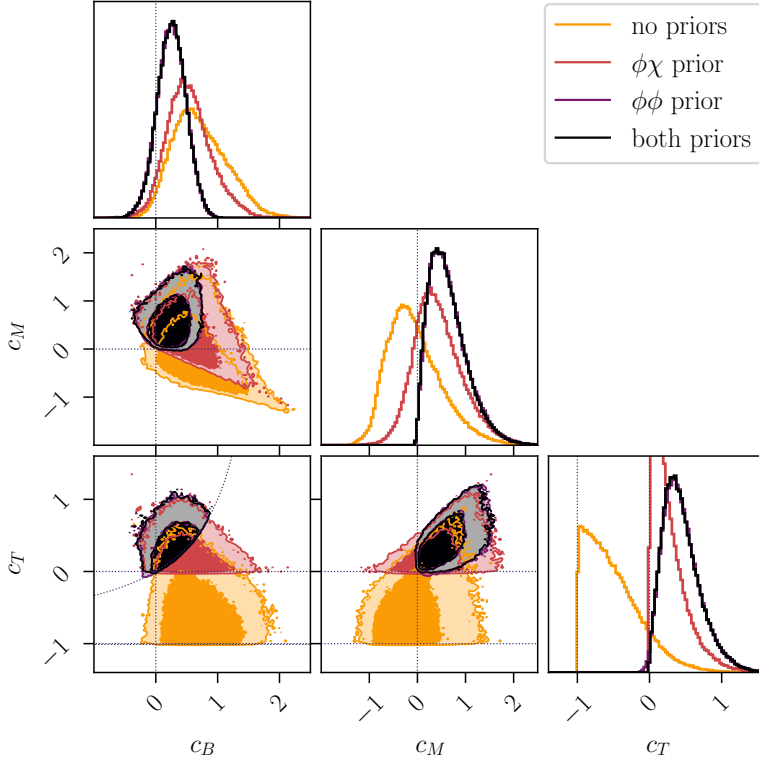 no priors
ϕχ prior
ϕϕ prior
both priors
2
1
0
−1
c_M
1
0
−1
c_T
0
1
2
c_B
−1
0
1
2
c_M
−1
0
1
c_T